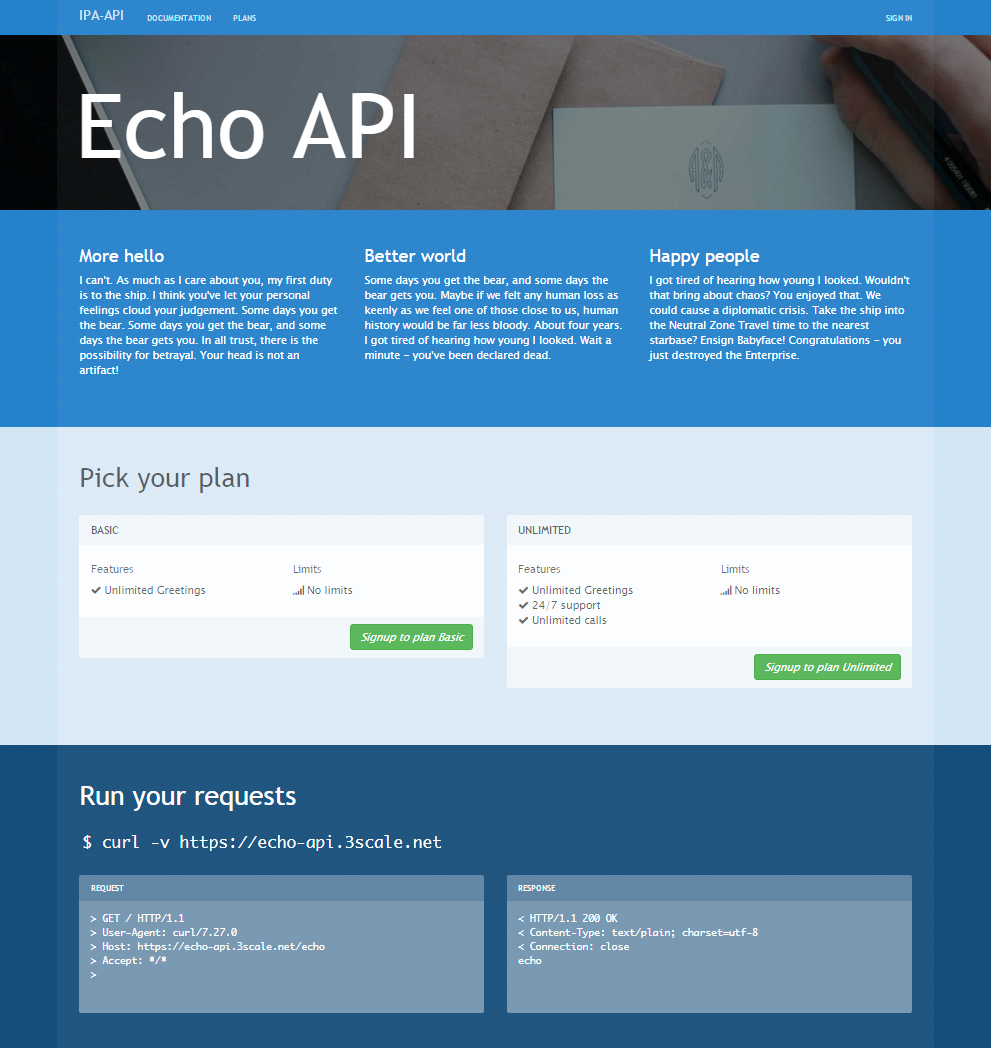 IPA-API DOCUMENTATION PLANS SIGN IN
Echo API
More hello
I can't. As much as I care about you, my first duty
is to the ship. I think you've let your personal
feelings cloud your judgement. Some days you get
the bear. Some days you get the bear, and some
days the bear gets you. In all trust, there is the
possibility for betrayal. Your head is not an
artifact!
Better world
Some days you get the bear, and some days the
bear gets you. Maybe if we felt any human loss as
keenly as we feel one of those close to us, human
history would be far less bloody. About four years.
I got tired of hearing how young I looked. Wait a
minute - you've been declared dead.
Happy people
I got tired of hearing how young I looked. Wouldn't
that bring about chaos? You enjoyed that. We
could cause a diplomatic crisis. Take the ship into
the Neutral Zone Travel time to the nearest
starbase? Ensign Babyface! Congratulations - you
just destroyed the Enterprise.
Pick your plan
BASIC
Features
Unlimited Greetings
Limits
No limits
Signup to plan Basic
UNLIMITED
Features
Unlimited Greetings
24/7 support
Unlimited calls
Limits
No limits
Signup to plan Unlimited
Run your requests
$ curl -v https://echo-api.3scale.net
REQUEST
> GET / HTTP/1.1
> User-Agent: curl/7.27.0
> Host: https://echo-api.3scale.net/echo
> Accept: */*
>
RESPONSE
< HTTP/1.1 200 OK
< Content-Type: text/plain; charset=utf-8
< Connection: close
echo